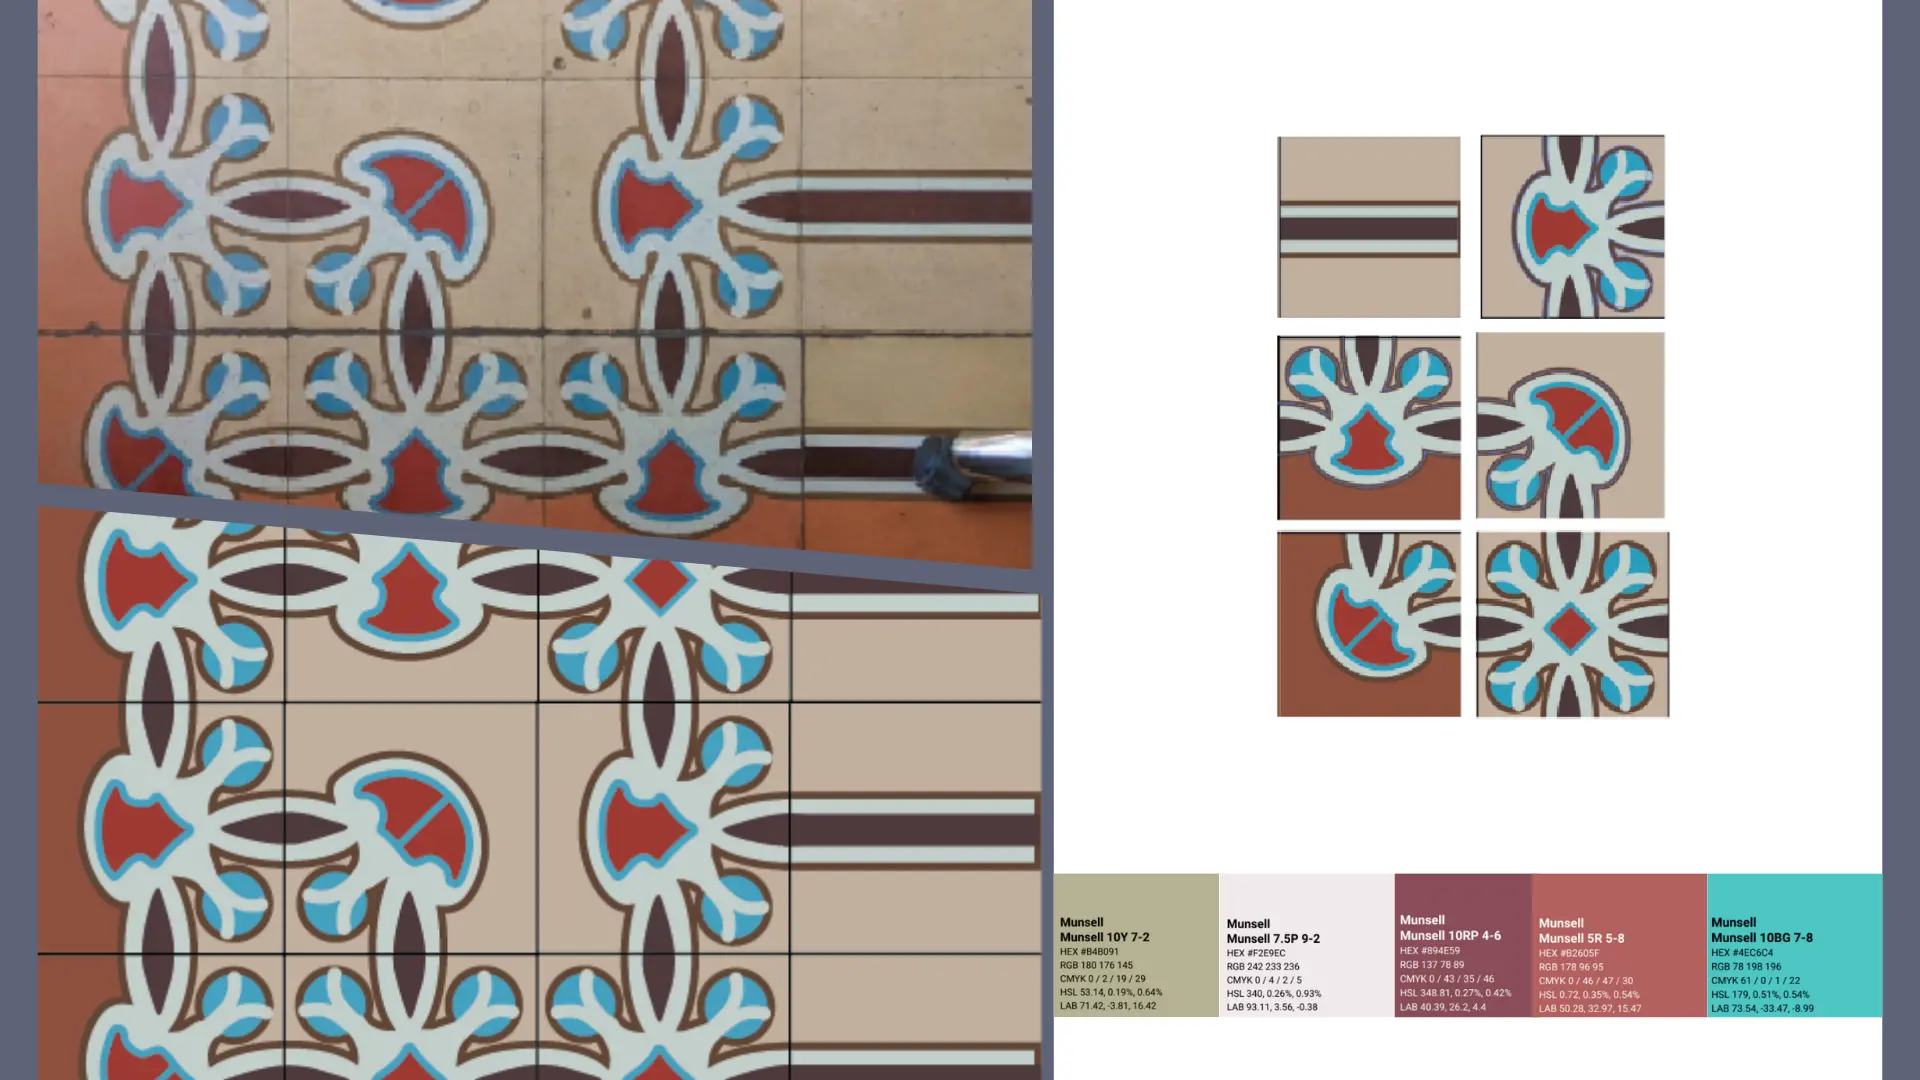 Munsell
Munsell 10Y 7-2
HEX #B4B091
RGB 180 176 145
CMYK 0 / 2 / 19 / 29
HSL 53.14, 0.19%, 0.64%
LAB 71.42, -3.81, 16.42
Munsell
Munsell 7.5P 9-2
HEX #F2E9EC
RGB 242 233 236
CMYK 0 / 4 / 2 / 5
HSL 340, 0.26%, 0.93%
LAB 93.11, 3.56, -0.38
Munsell
Munsell 10RP 4-6
HEX #894E59
RGB 137 78 89
CMYK 0 / 43 / 35 / 46
HSL 348.81, 0.27%, 0.42%
LAB 40.39, 26.2, 4.4
Munsell
Munsell 5R 5-8
HEX #B2605F
RGB 178 96 95
CMYK 0 / 46 / 47 / 30
HSL 0.72, 0.35%, 0.54%
LAB 50.28, 32.97, 15.47
Munsell
Munsell 10BG 7-8
HEX #4EC6C4
RGB 78 198 196
CMYK 61 / 0 / 1 / 22
HSL 179, 0.51%, 0.54%
LAB 73.54, -33.47, -8.99